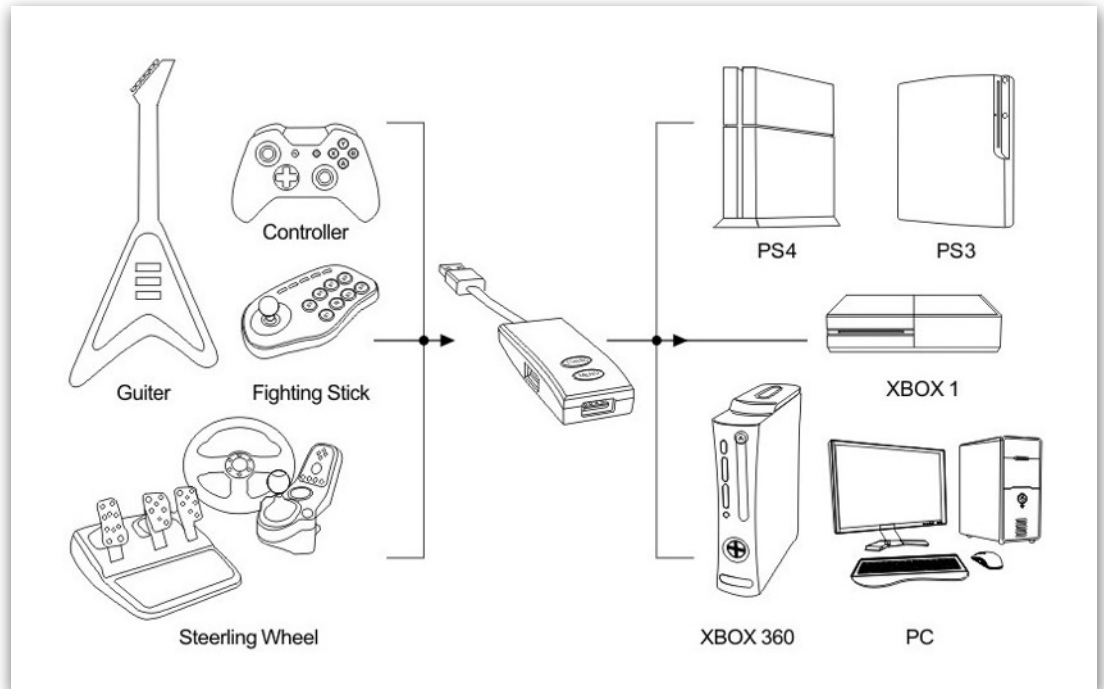 Controller
Guiter
Fighting Stick
Steerling Wheel
PS4
PS3
XBOX 1
XBOX 360
PC
Y
X
B
A